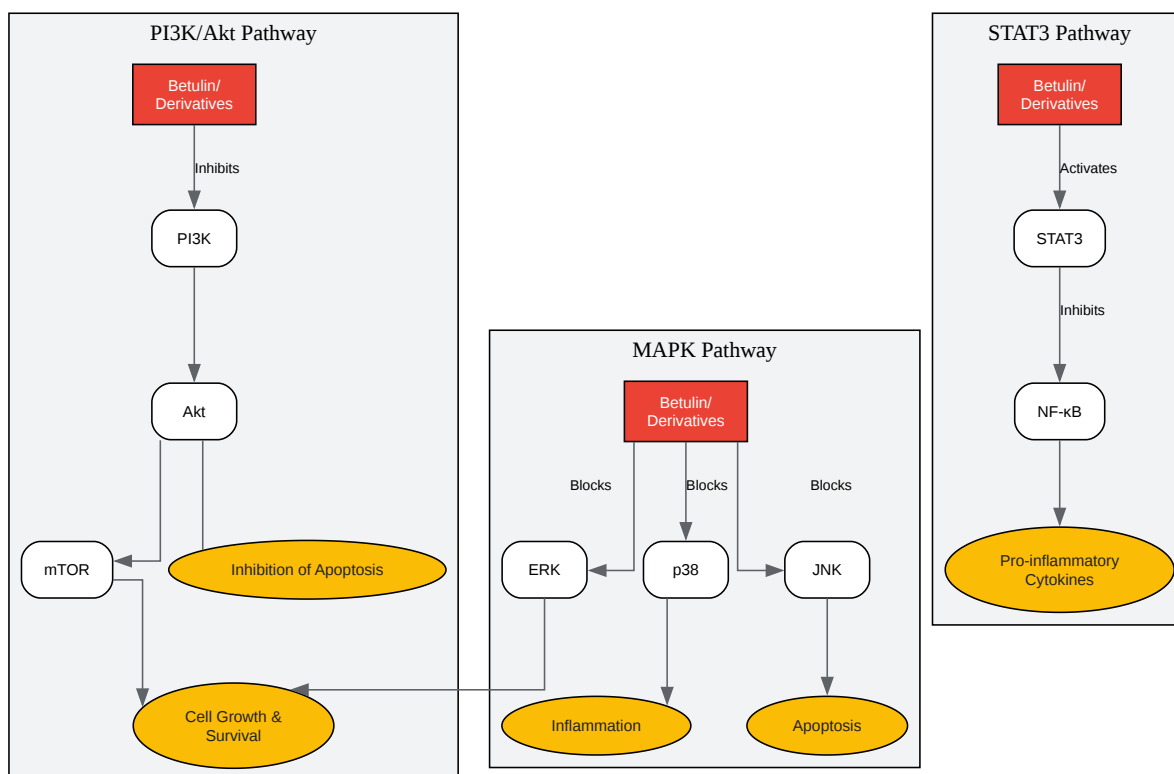 PI3K/Akt Pathway
Betulin/
Derivatives
Inhibits
PI3K
Akt
mTOR
Inhibition of Apoptosis
Cell Growth &
Survival
MAPK Pathway
Betulin/
Derivatives
Blocks
Blocks
Blocks
ERK
p38
JNK
Inflammation
Apoptosis
STAT3 Pathway
Betulin/
Derivatives
Activates
STAT3
Inhibits
NF-κB
Pro-inflammatory
Cytokines